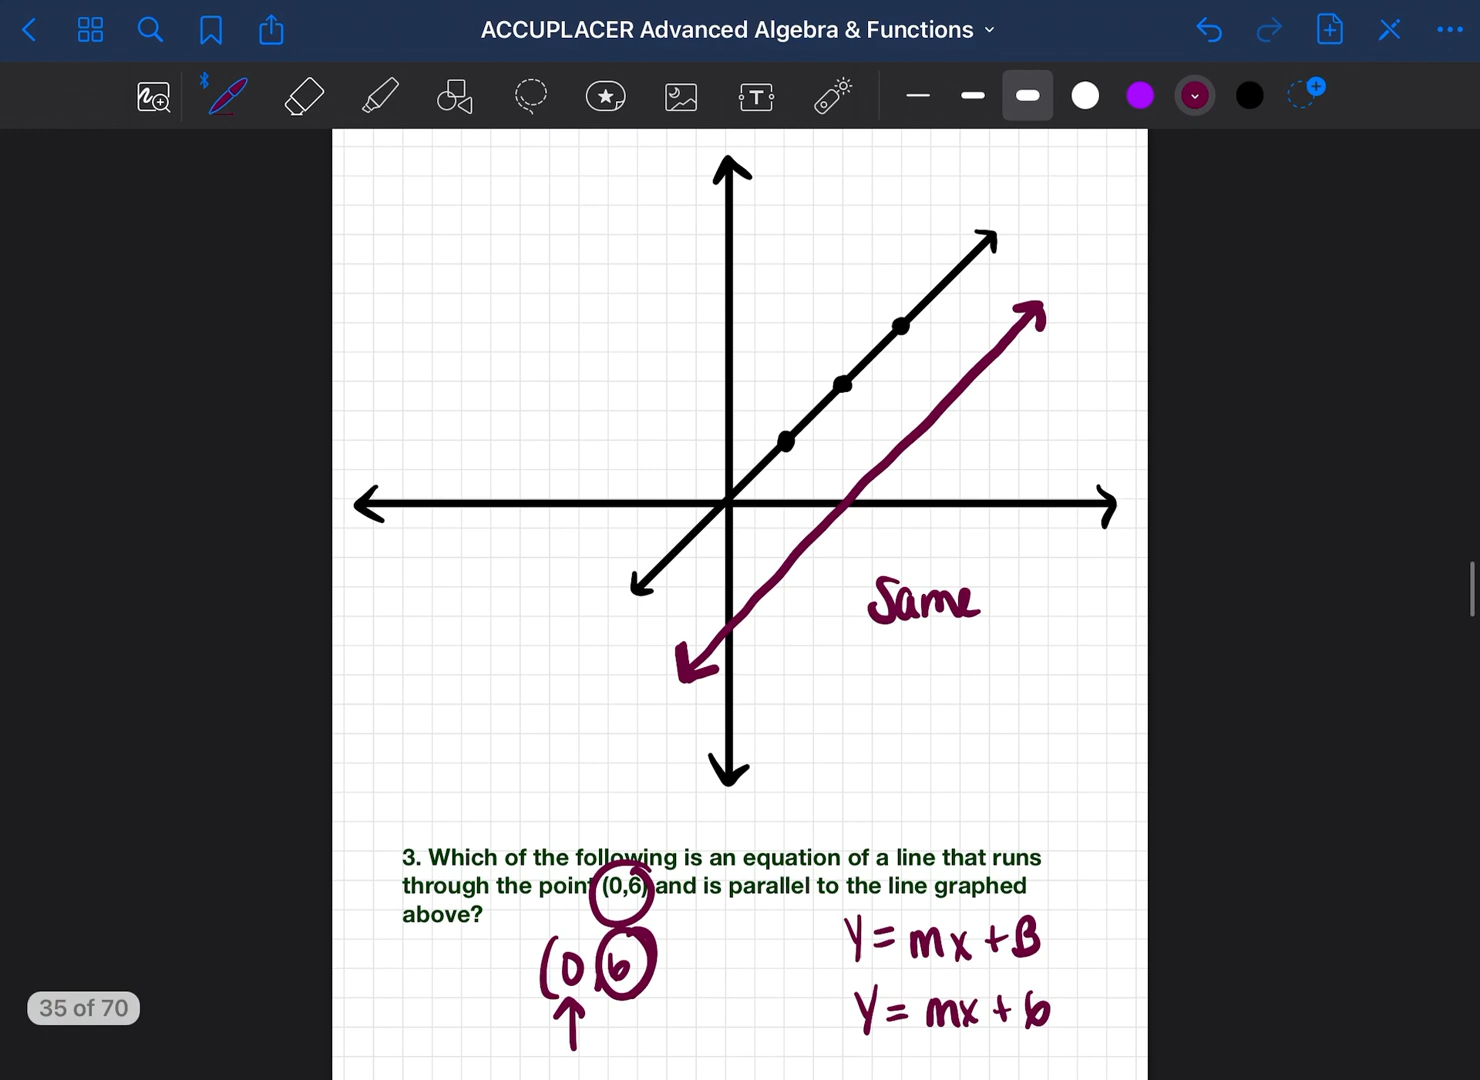 ACCUPLACER Advanced Algebra & Functions
T
Same
3. Which of the following is an equation of a line that runs
through the point (0,6) and is parallel to the line graphed
above?
(0,6
Y = mx + B
Y = mx + 6
35 of 70